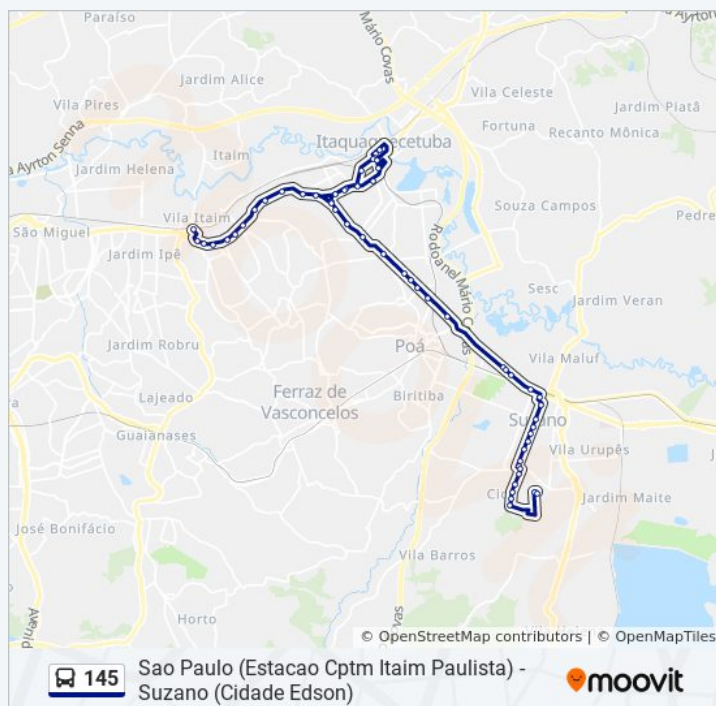 Paraíso
Mário Covas
Ayrton
Jardim Alice
Vila Celeste
Vila Pires
Jardim Piatã
Fortuna
Itaquaquecetuba
Recanto Mônica
Ayrton Senna
Itaim
Jardim Helena
Souza Campos
Vila Itaim
São Miguel
Pedre
Jardim Ipê
Rodoanel Mário Covas
Sesc
Jardim Veran
Jardim Robru
Poá
Vila Maluf
Lajeado
Ferraz de
Vasconcelos
Biritiba
Suzano
Guaianases
Vila Urupês
Jardim Maite
José Bonifácio
Vila Barros
Horto
© OpenStreetMap contributors | © OpenMapTiles
145
Sao Paulo (Estacao Cptm Itaim Paulista) -
Suzano (Cidade Edson)
moovit